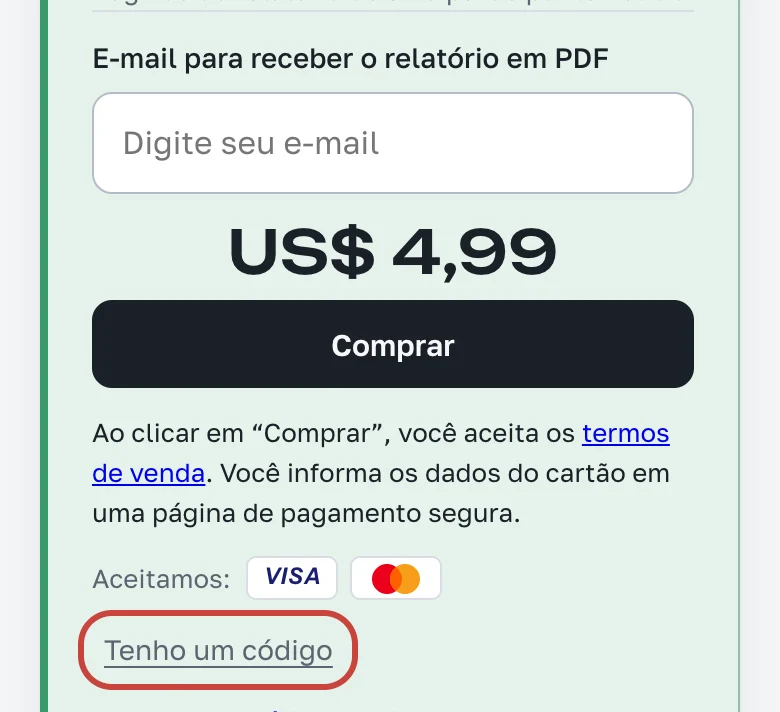 E-mail para receber o relatório em PDF
Digite seu e-mail
US$ 4,99
Comprar
Ao clicar em “Comprar”, você aceita os termos
de venda. Você informa os dados do cartão em
uma página de pagamento segura.
Aceitamos: VISA
Tenho um código